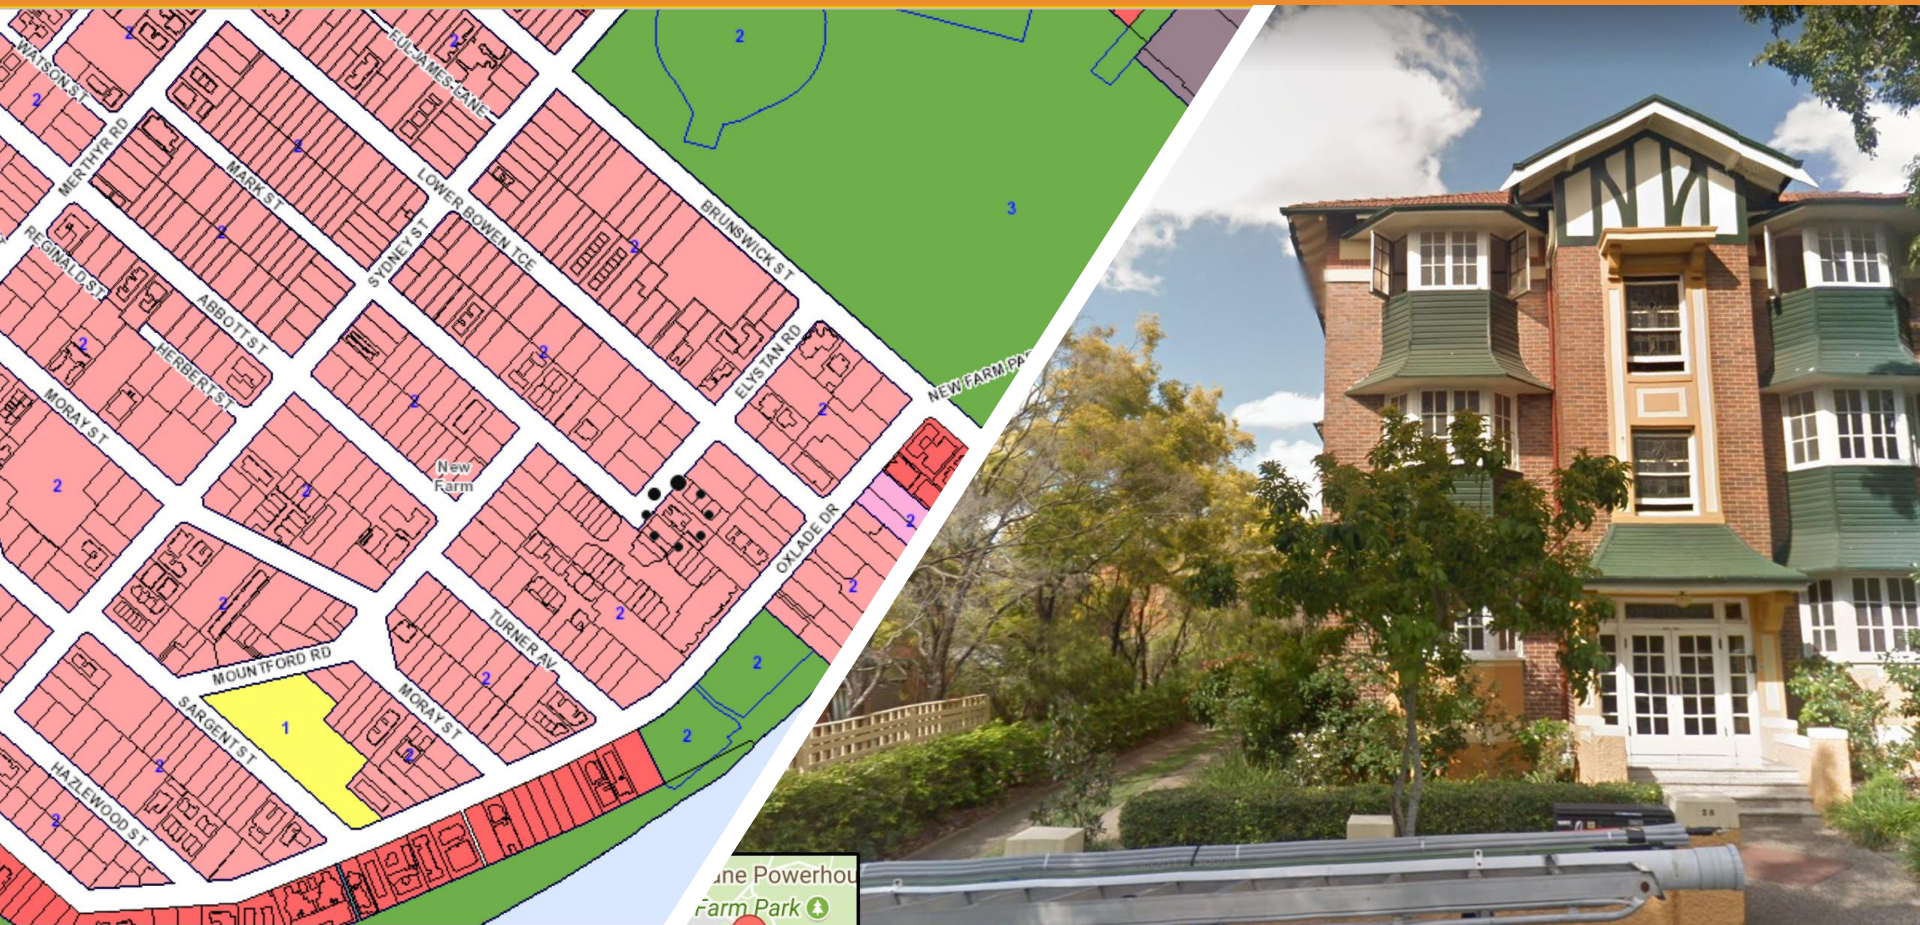 2
2
2
3
WATSON ST
FUL-JAMES-LANE
2
MERTHYR RD
2
MARK ST
LOWER BOWEN TCE
2
BRUNSWICK ST
2
SYDNEY ST
REGINALD ST
ABBOTT ST
2
HERBERT ST
2
ELYSTAN RD
NEW FARM
2
2
MORAY ST
New
Farm
2
2
2
OXLADE DR
2
2
2
TURNER AV
2
MOUNTFORD RD
2
MORAY ST
SARGENT ST
1
2
2
2
HAZLEWOOD ST
2
ane Powerhou
Farm Park